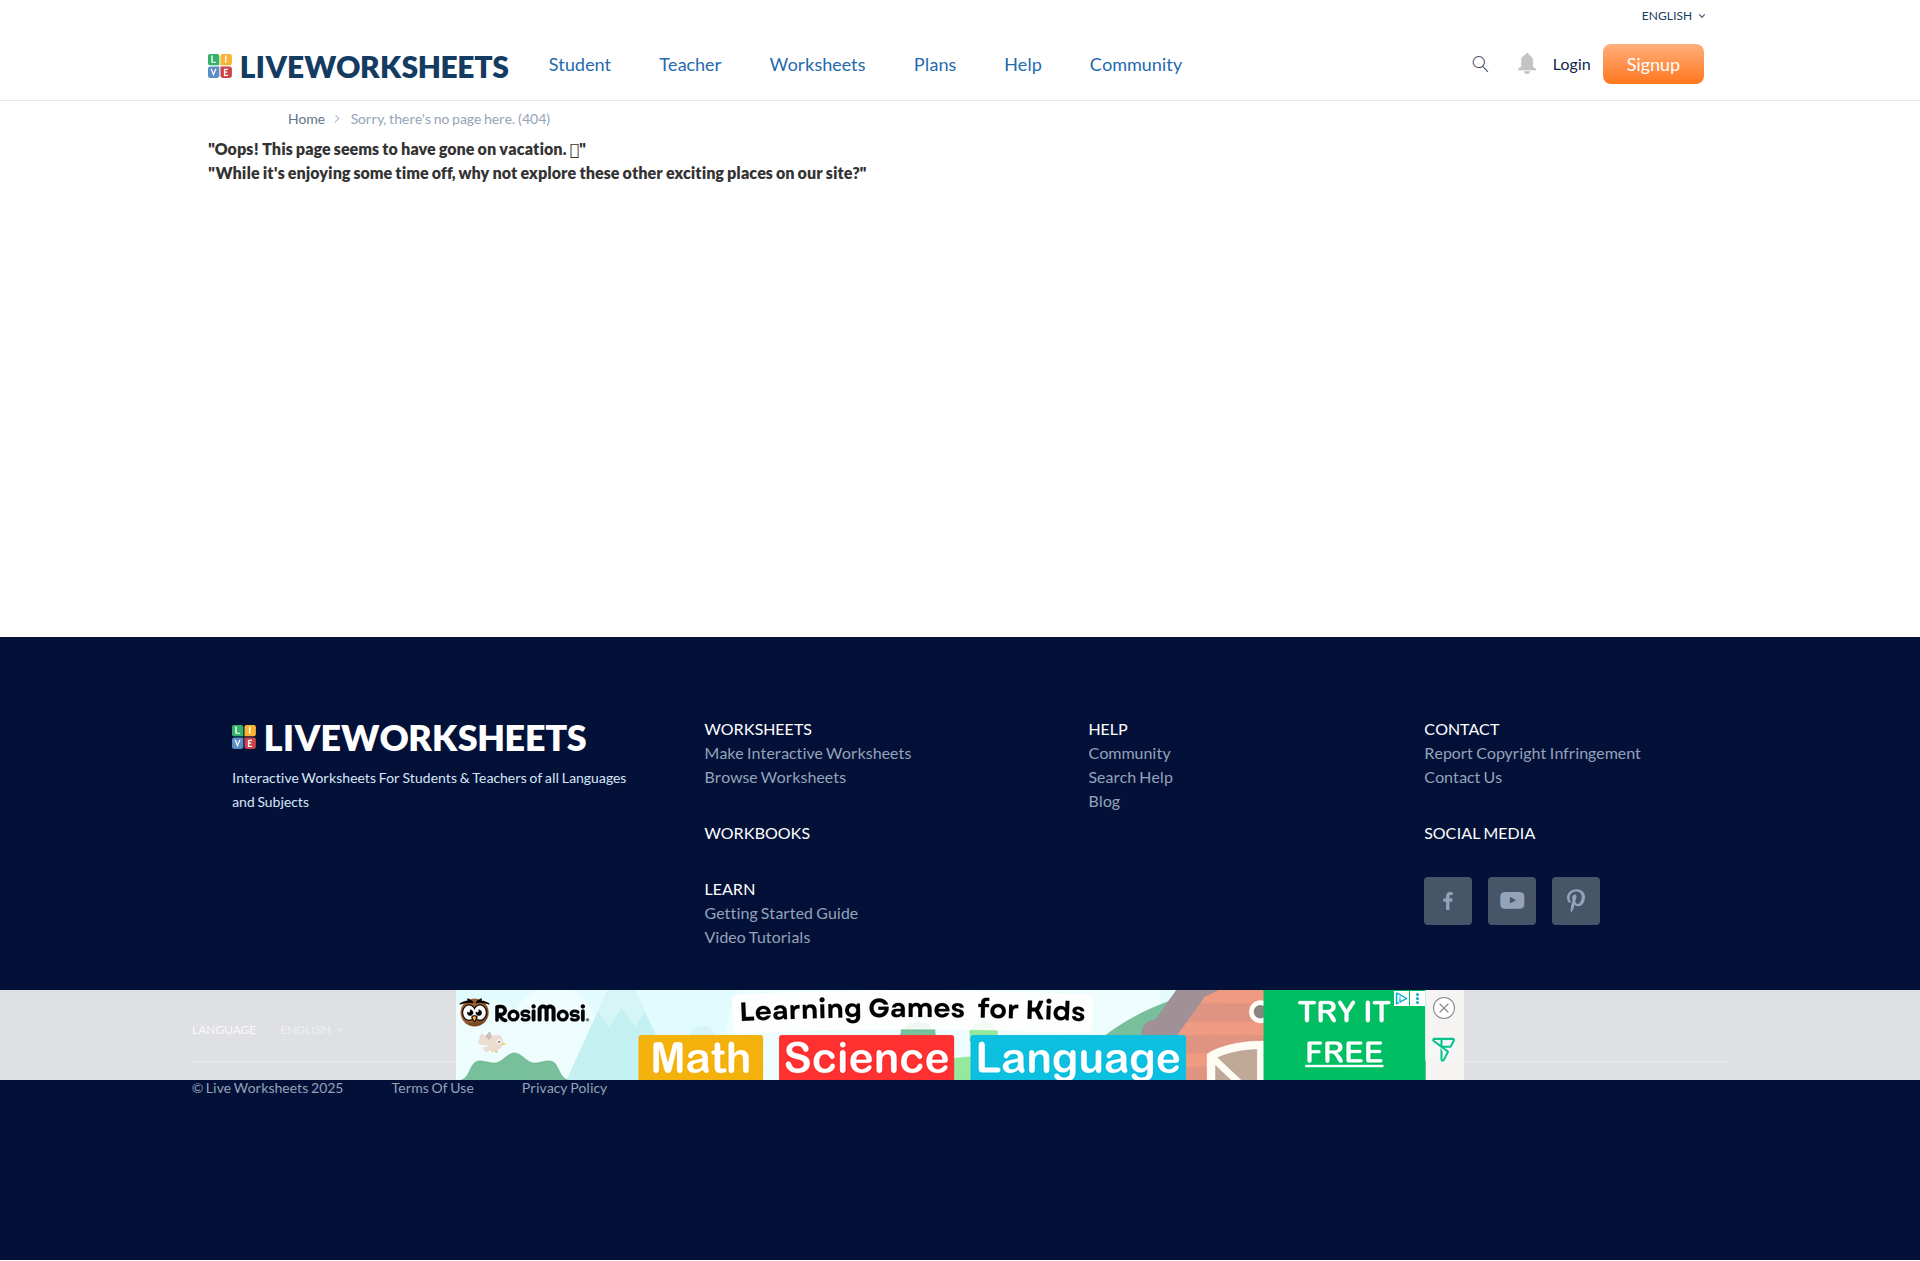 ENGLISH
LIVE LIVEWORKSHEETS
Student Teacher Worksheets Plans Help Community
Login Signup
Home Sorry, there's no page here. (404)
"Oops! This page seems to have gone on vacation. "
"While it's enjoying some time off, why not explore these other exciting places on our site?"
LIVE LIVEWORKSHEETS
Interactive Worksheets For Students & Teachers of all Languages
and Subjects
WORKSHEETS
Make Interactive Worksheets
Browse Worksheets
WORKBOOKS
LEARN
Getting Started Guide
Video Tutorials
HELP
Community
Search Help
Blog
CONTACT
Report Copyright Infringement
Contact Us
SOCIAL MEDIA
LANGUAGE ENGLISH
RosiMosi.
Learning Games for Kids
Math Science Language
TRY IT
FREE
© Live Worksheets 2025 Terms Of Use Privacy Policy